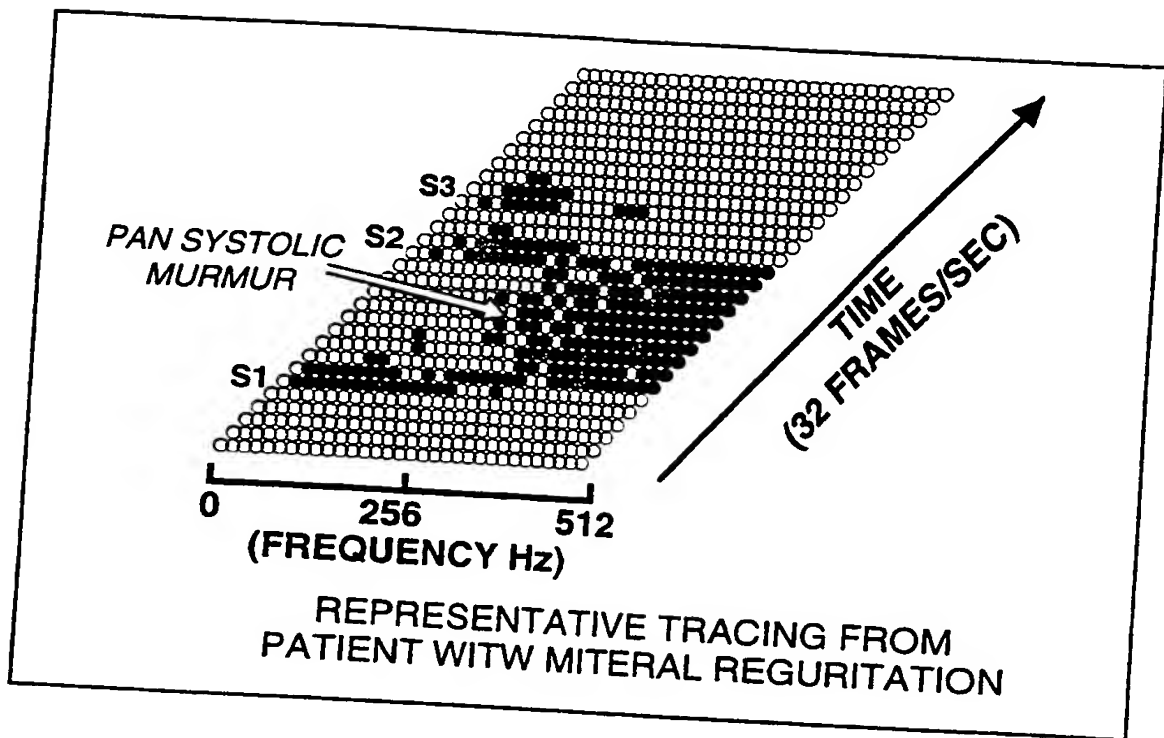 S3
PAN SYSTOLIC
MURMUR
S2
S1
TIME
(32 FRAMES/SEC)
0 256 512
(FREQUENCY Hz)
REPRESENTATIVE TRACING FROM
PATIENT WITW MITERAL REGURITATION